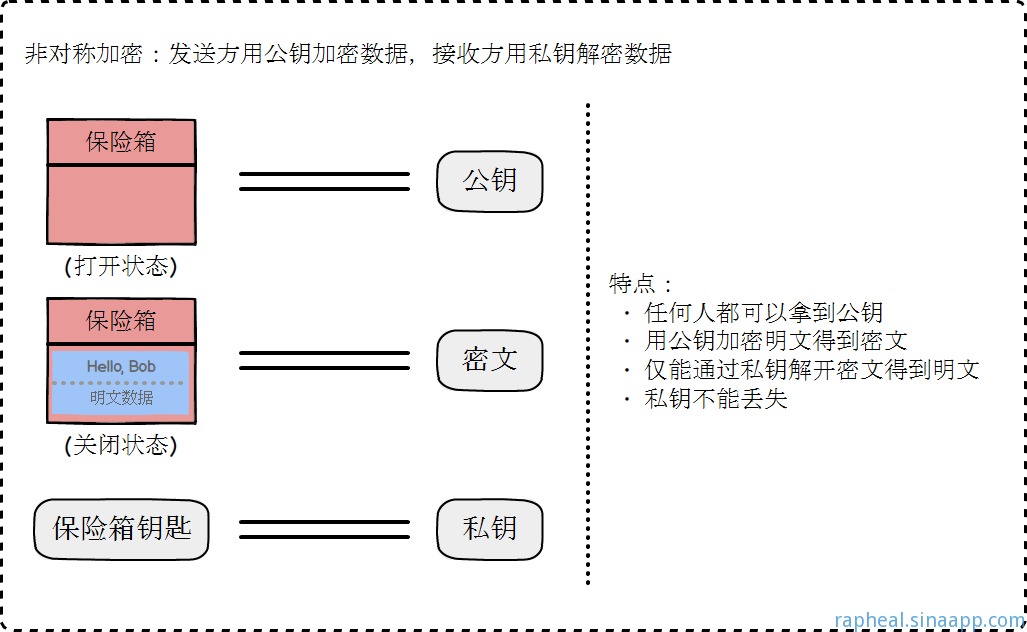 非对称加密：发送方用公钥加密数据，接收方用私钥解密数据
保险箱
公钥
(打开状态)
保险箱
Hello, Bob
明文数据
密文
(关闭状态)
保险箱钥匙
私钥
特点：
· 任何人都可以拿到公钥
· 用公钥加密明文得到密文
· 仅能通过私钥解开密文得到明文
· 私钥不能丢失
rapheal.sinaapp.com